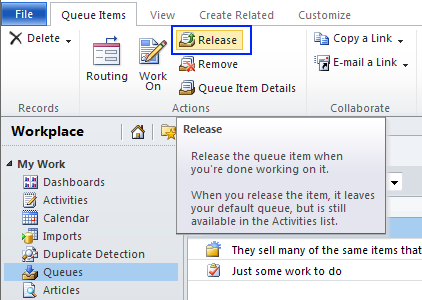 File Queue Items View Create Related Customize
Delete
Routing
Work On
Release
Remove
Queue Item Details
Copy a Link
E-mail a Link
Records Actions Collaborate
Workplace
Release
Release the queue item when
you're done working on it.
When you release the item, it leaves
your default queue, but is still
available in the Activities list.
My Work
Dashboards
Activities
Calendar
Imports
Duplicate Detection
Queues
Articles
They sell many of the same items that
Just some work to do